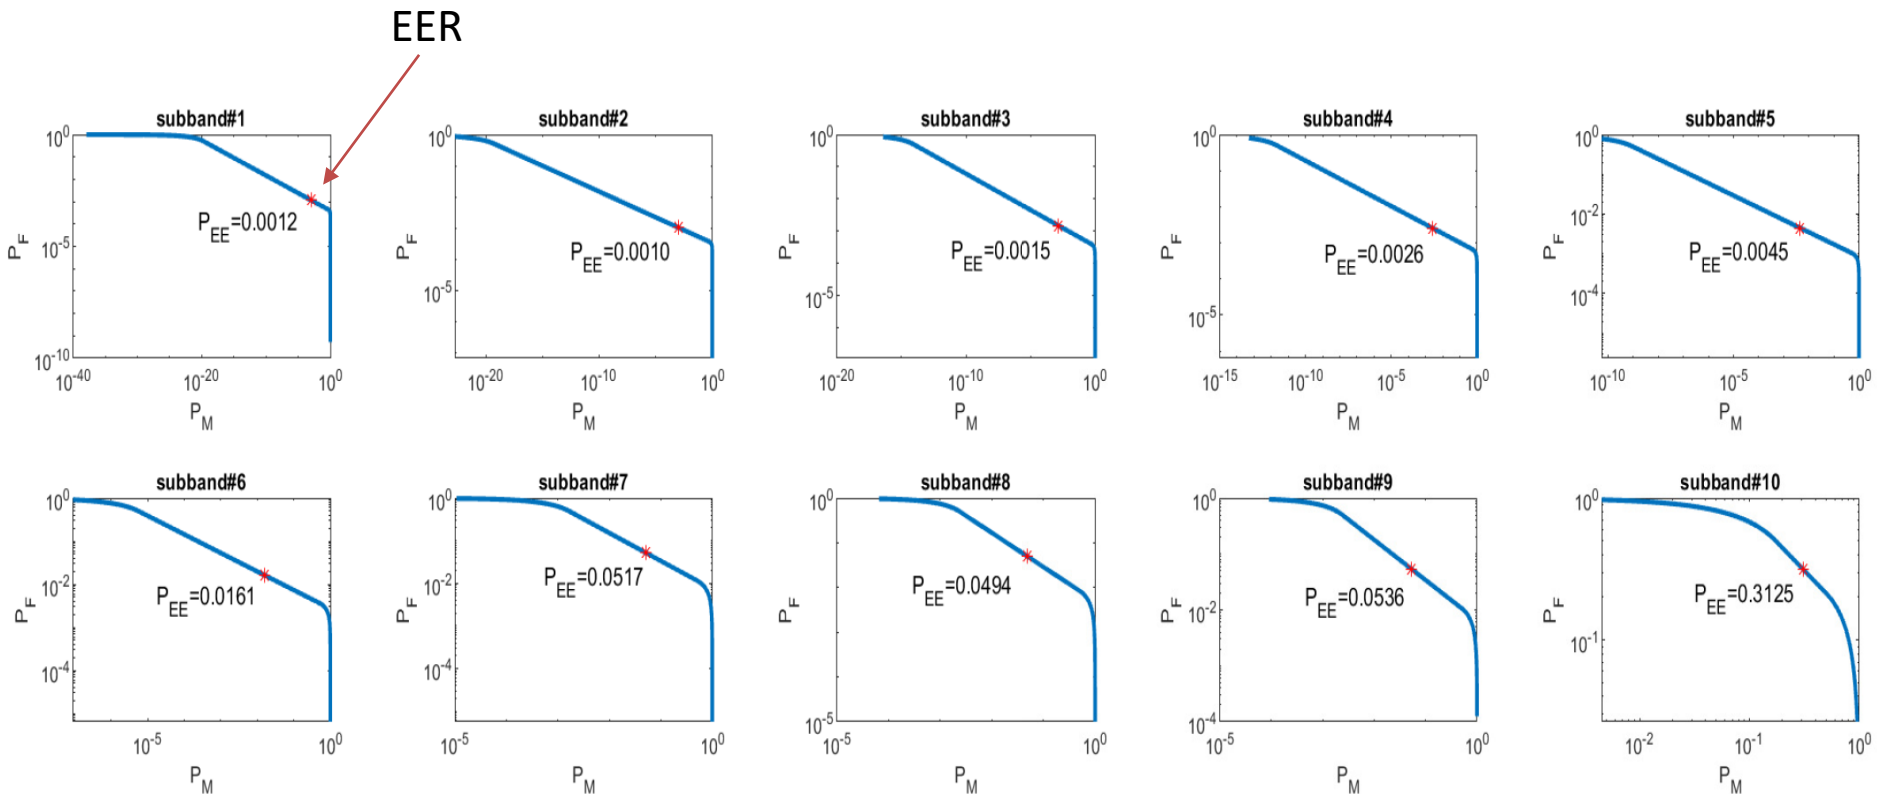 EER
subband#1
10^0
10^-5
10^-10
P_F
P_EE=0.0012
10^-40
10^-20
10^0
P_M
subband#2
10^0
10^-5
P_F
P_EE=0.0010
10^-20
10^-10
10^0
P_M
subband#3
10^0
10^-5
P_F
P_EE=0.0015
10^-20
10^-10
10^0
P_M
subband#4
10^0
10^-5
P_F
P_EE=0.0026
10^-15
10^-10
10^-5
10^0
P_M
subband#5
10^0
10^-2
10^-4
P_F
P_EE=0.0045
10^-10
10^-5
10^0
P_M
subband#6
10^0
10^-2
10^-4
P_F
P_EE=0.0161
10^-5
10^0
P_M
subband#7
10^0
10^-2
10^-4
P_F
P_EE=0.0517
10^-5
10^0
P_M
subband#8
10^0
10^-5
P_F
P_EE=0.0494
10^-5
10^0
P_M
subband#9
10^0
10^-2
10^-4
P_F
P_EE=0.0536
10^-5
10^0
P_M
subband#10
10^0
10^-1
P_F
P_EE=0.3125
10^-2
10^-1
10^0
P_M